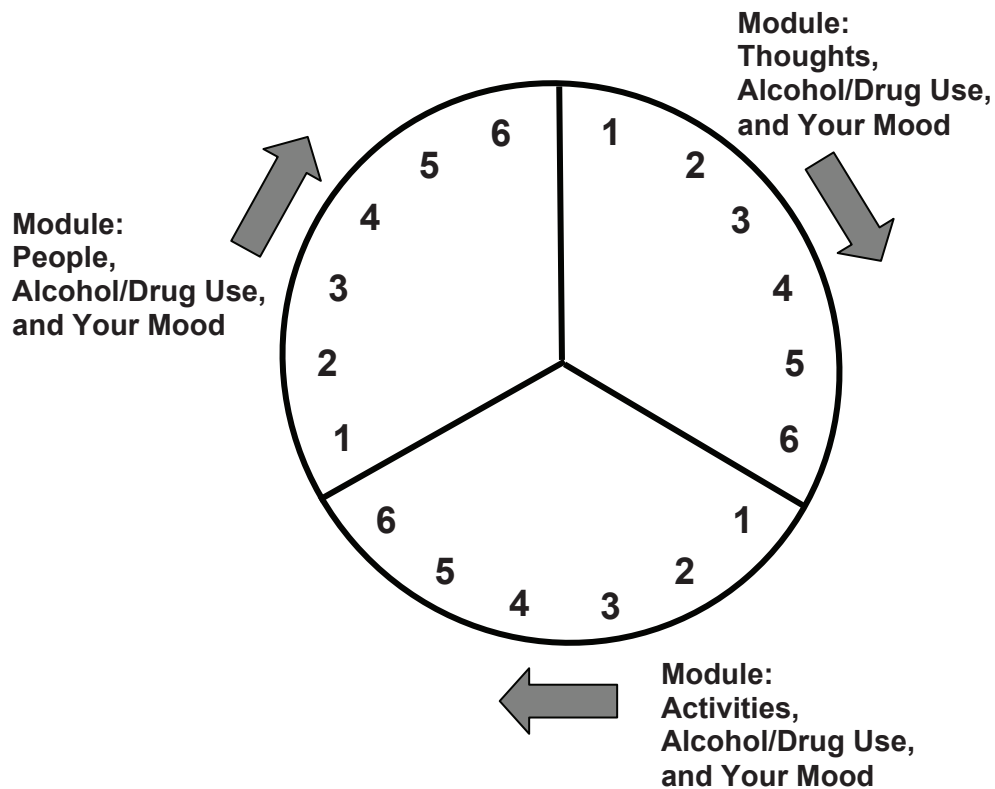 Module:
Thoughts,
Alcohol/Drug Use,
and Your Mood
1
2
3
4
5
6
Module:
Activities,
Alcohol/Drug Use,
and Your Mood
1
2
3
4
5
6
Module:
People,
Alcohol/Drug Use,
and Your Mood
1
2
3
4
5
6